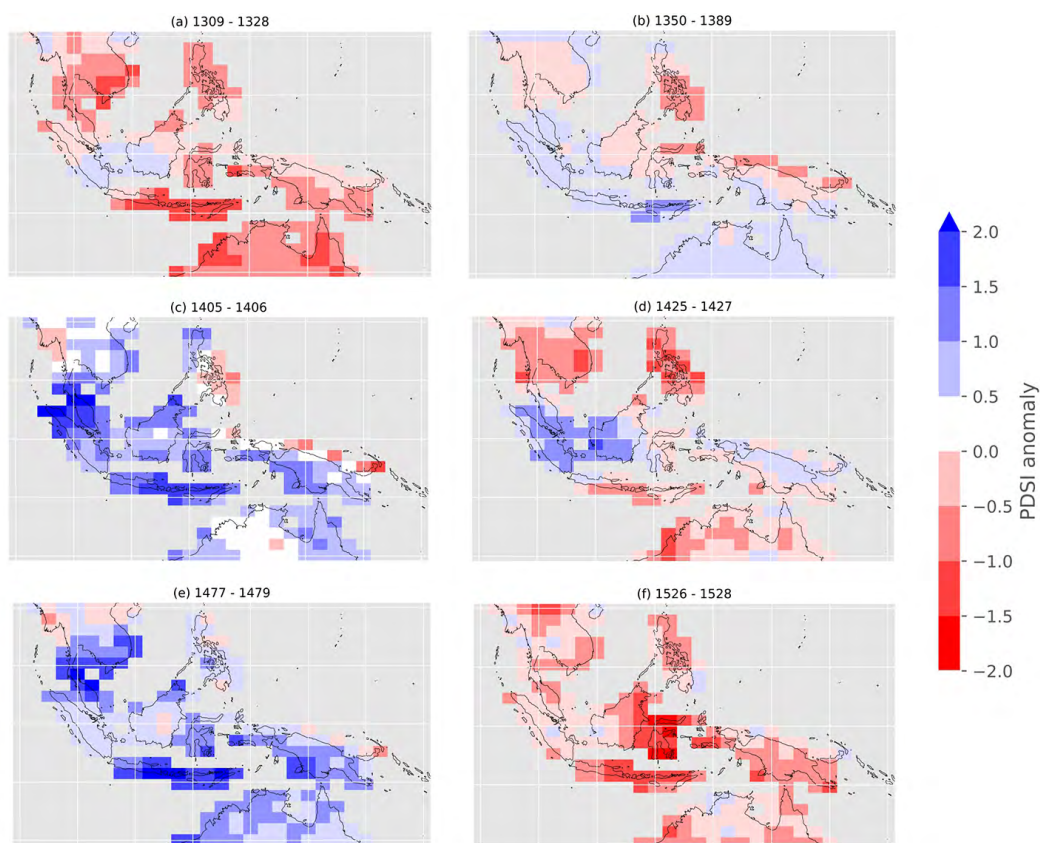 (a) 1309 - 1328
(b) 1350 - 1389
(c) 1405 - 1406
(d) 1425 - 1427
(e) 1477 - 1479
(f) 1526 - 1528
2.0
1.5
1.0
0.5
0.0
−0.5
−1.0
−1.5
−2.0
PDSI anomaly